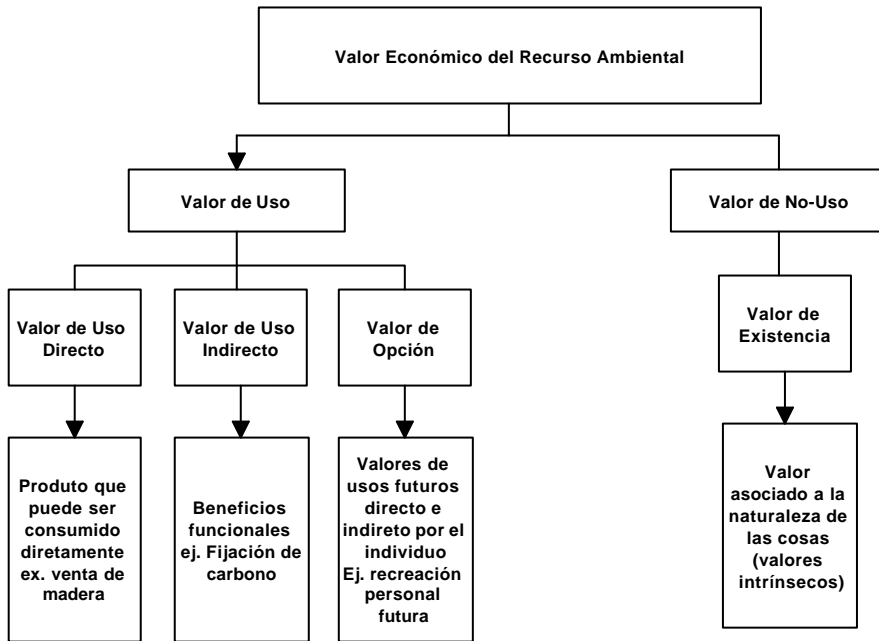 Valor Económico del Recurso Ambiental
Valor de Uso
Valor de No-Uso
Valor de Uso
Directo
Valor de Uso
Indirecto
Valor de
Opción
Valor de
Existencia
Produto que
puede ser
consumido
diretamente
ex. venta de
madera
Beneficios
funcionales
ej. Fijación de
carbono
Valores de
usos futuros
directo e
indireto por el
individuo
Ej. recreación
personal
futura
Valor
asociado a la
naturaleza de
las cosas
(valores
intrínsecos)